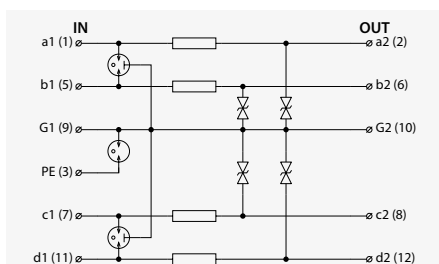 IN OUT
a1 (1) a2 (2)
b1 (5) b2 (6)
G1 (9) G2 (10)
PE (3)
c1 (7) c2 (8)
d1 (11) d2 (12)